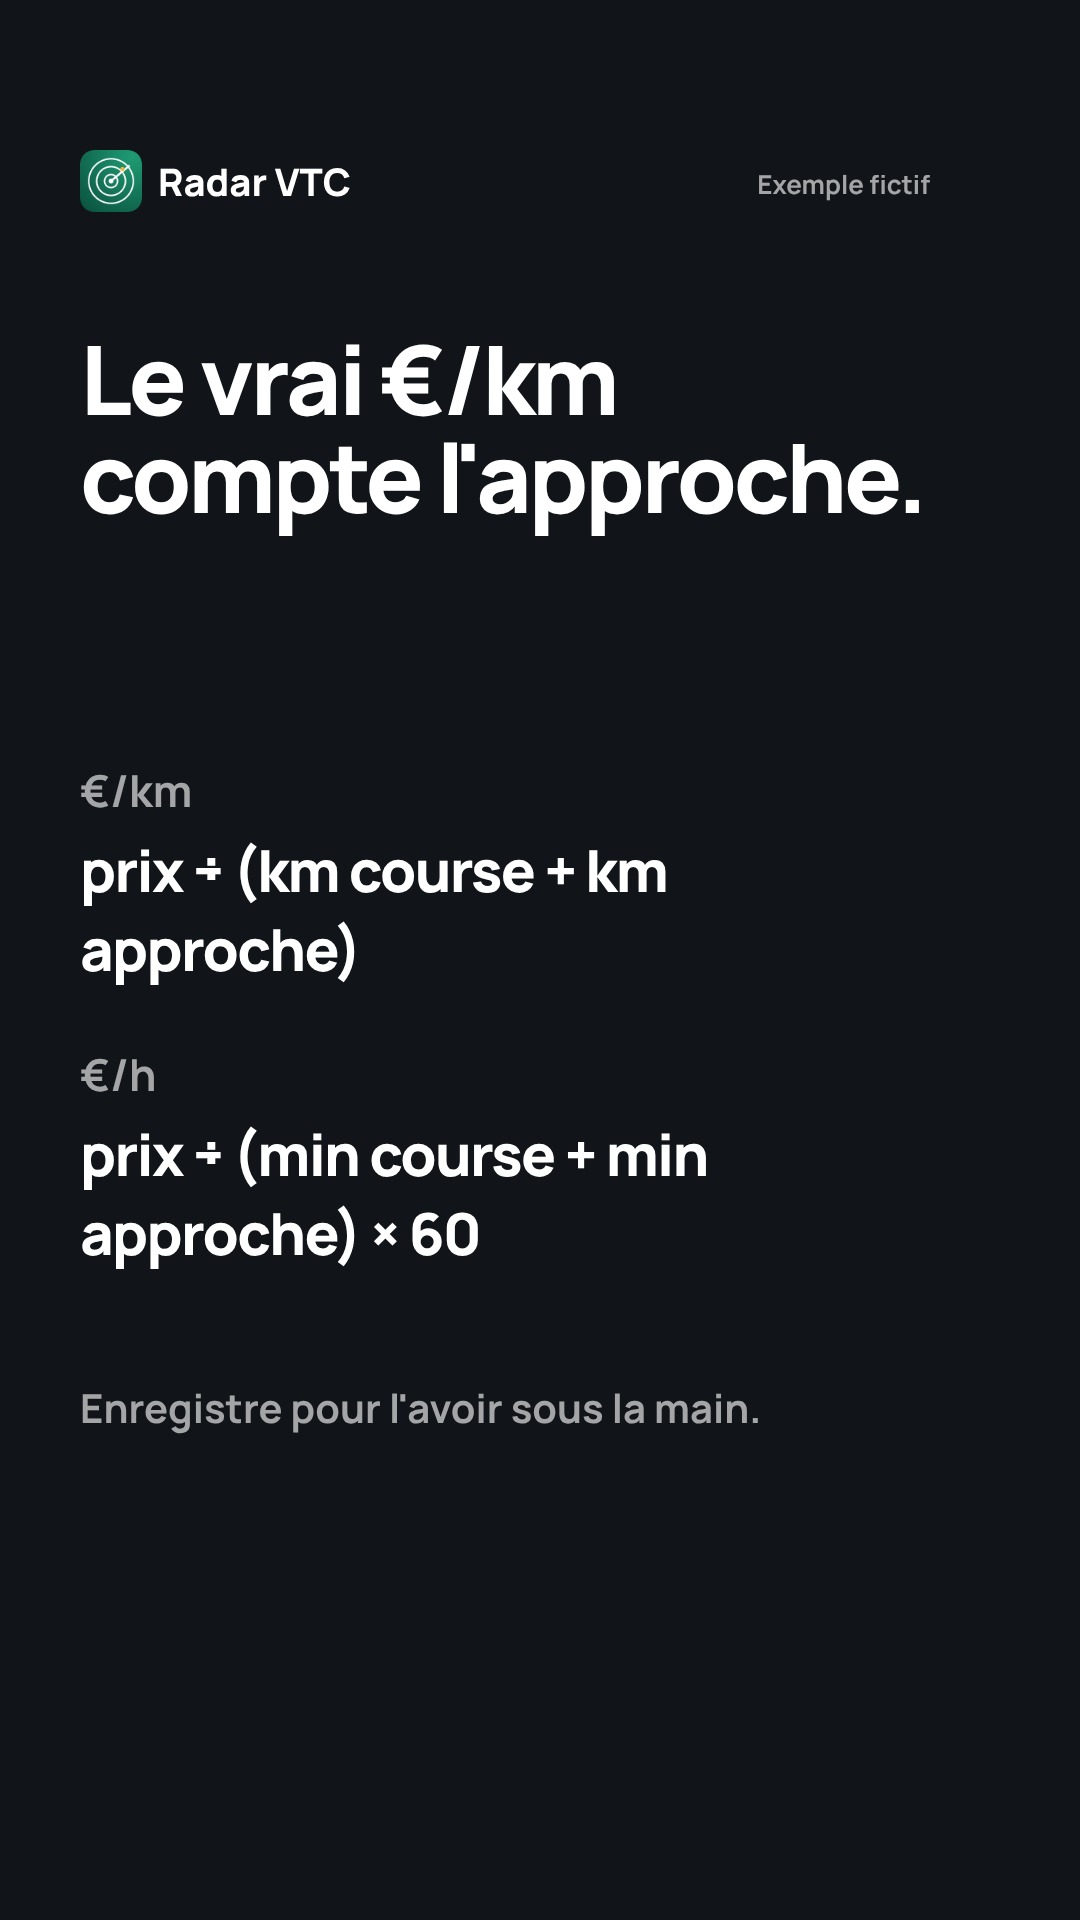 Radar VTC
Exemple fictif
Le vrai €/km
compte l'approche.
€/km
prix ÷ (km course + km
approche)
€/h
prix ÷ (min course + min
approche) × 60
Enregistre pour l'avoir sous la main.